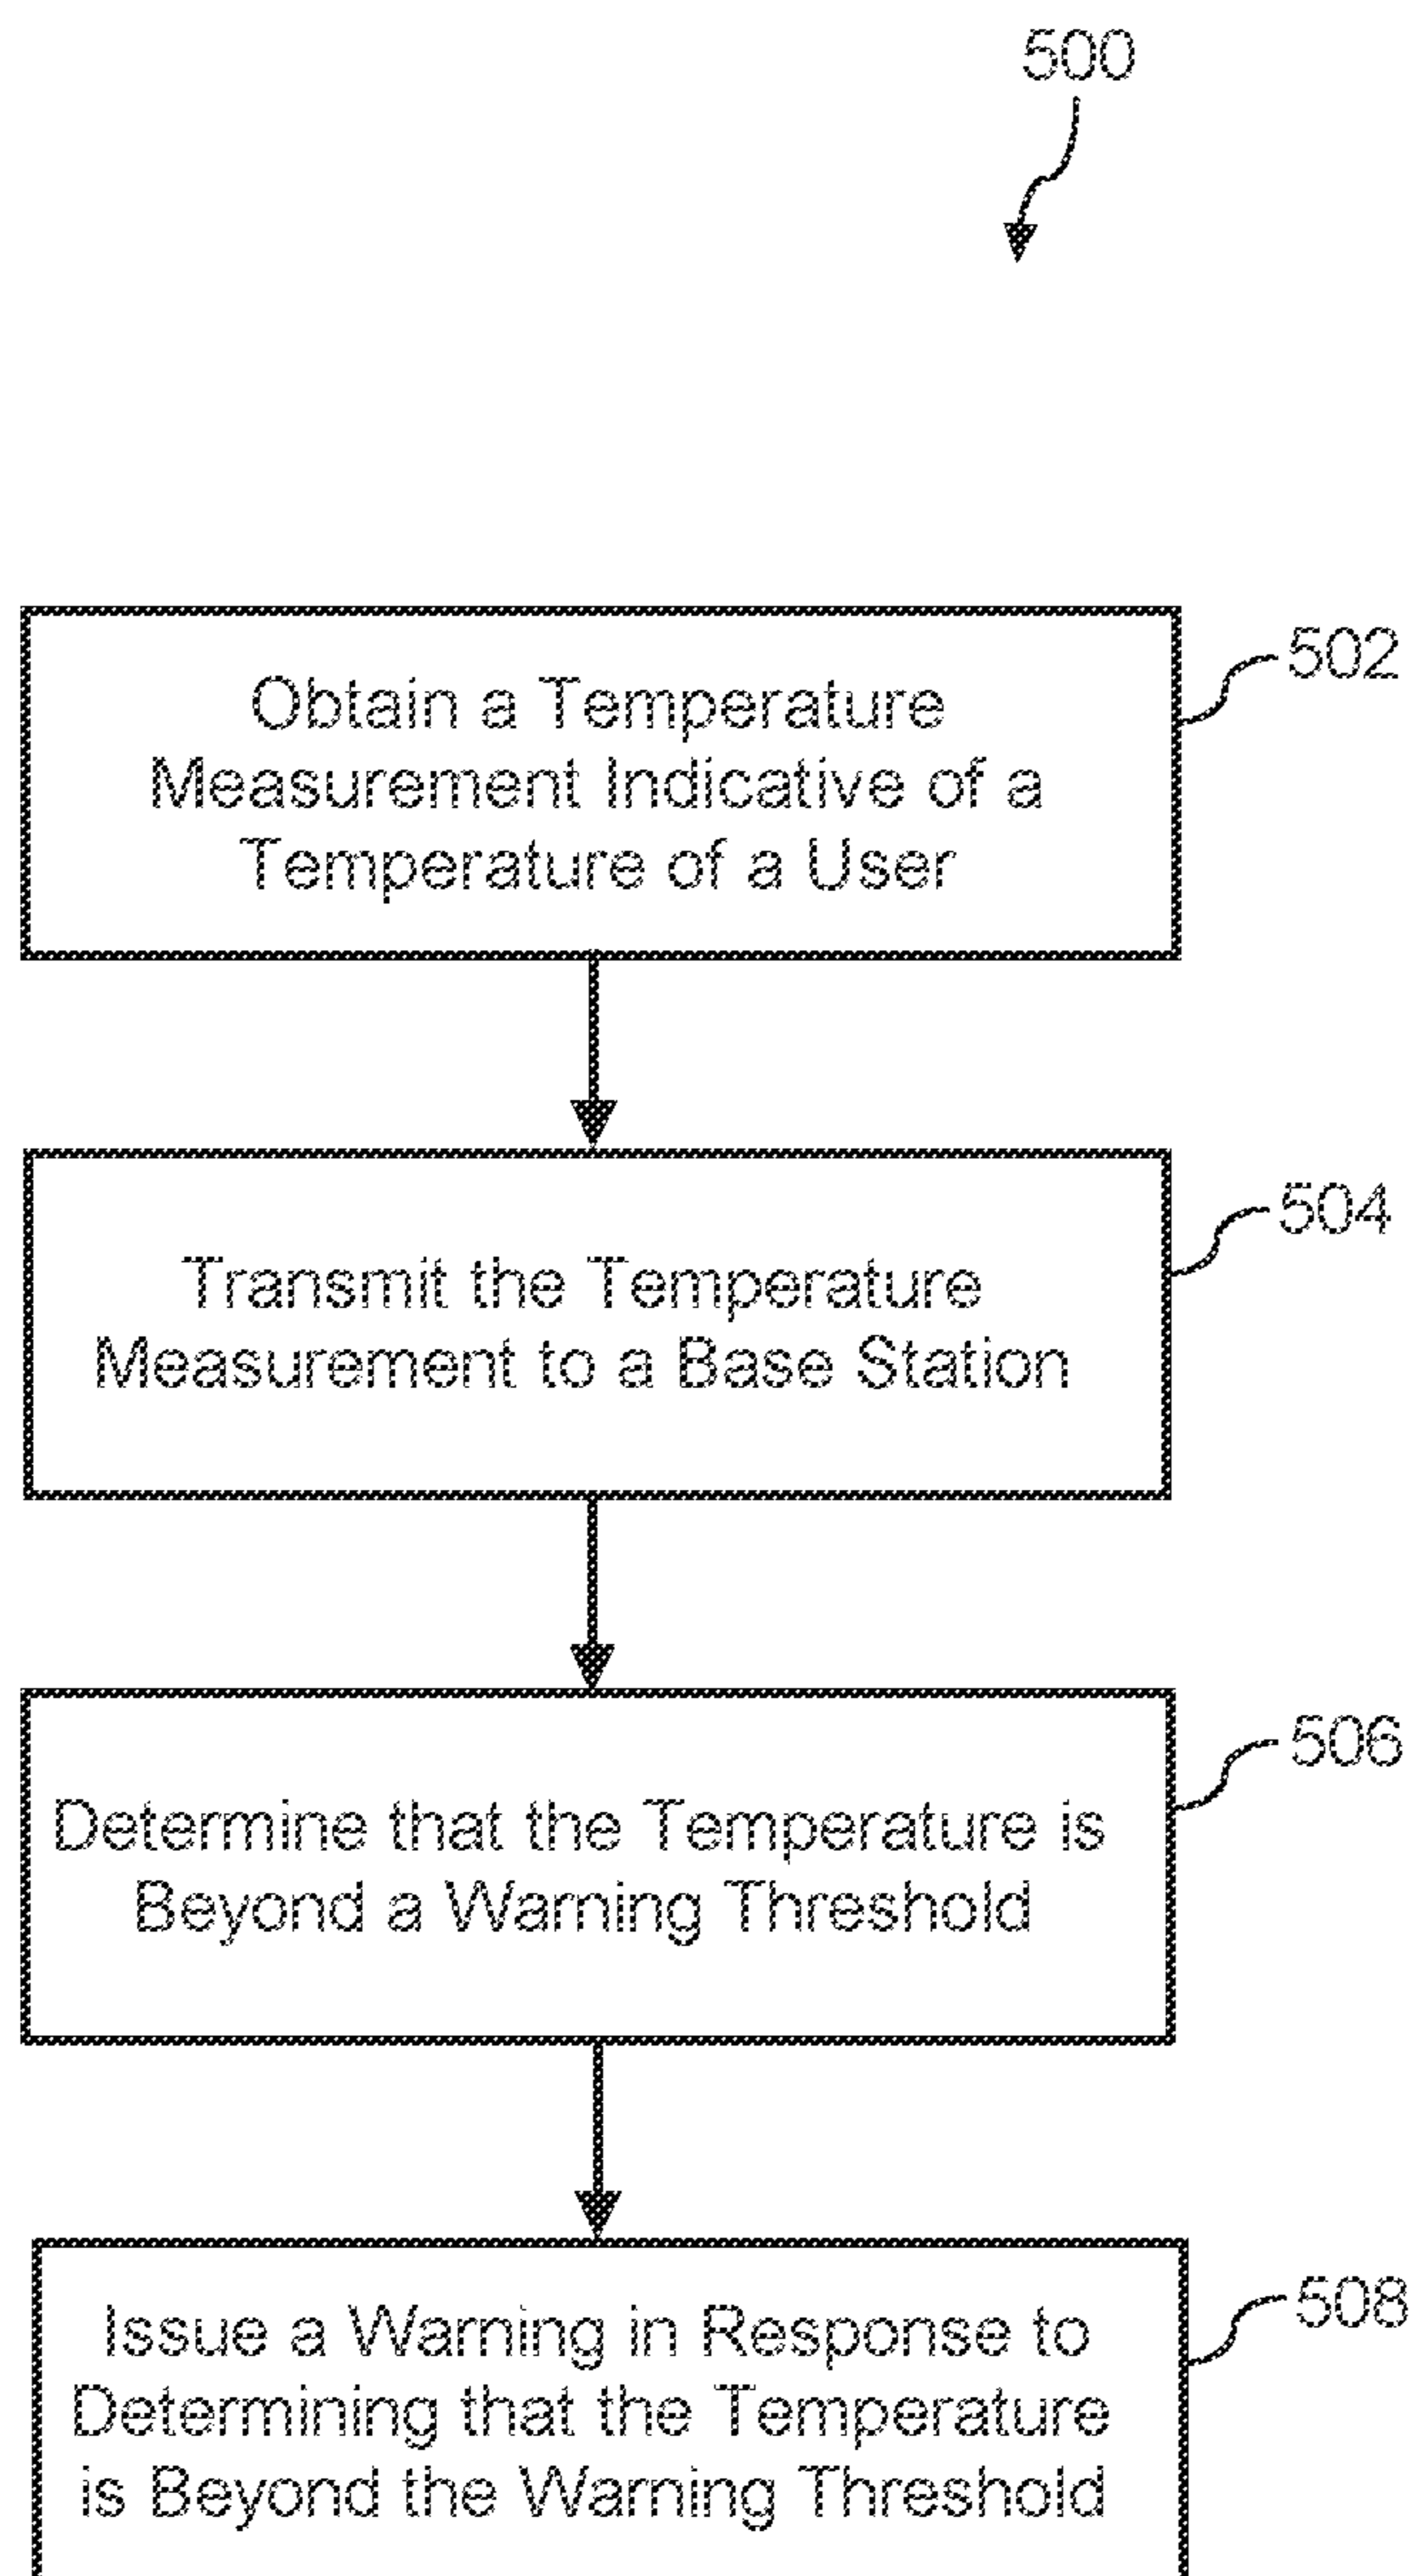 500
Obtain a Temperature
Measurement Indicative of a
Temperature of a User
502
Transmit the Temperature
Measurement to a Base Station
504
Determine that the Temperature is
Beyond a Warning Threshold
506
Issue a Warning in Response to
Determining that the Temperature
is Beyond the Warning Threshold
508